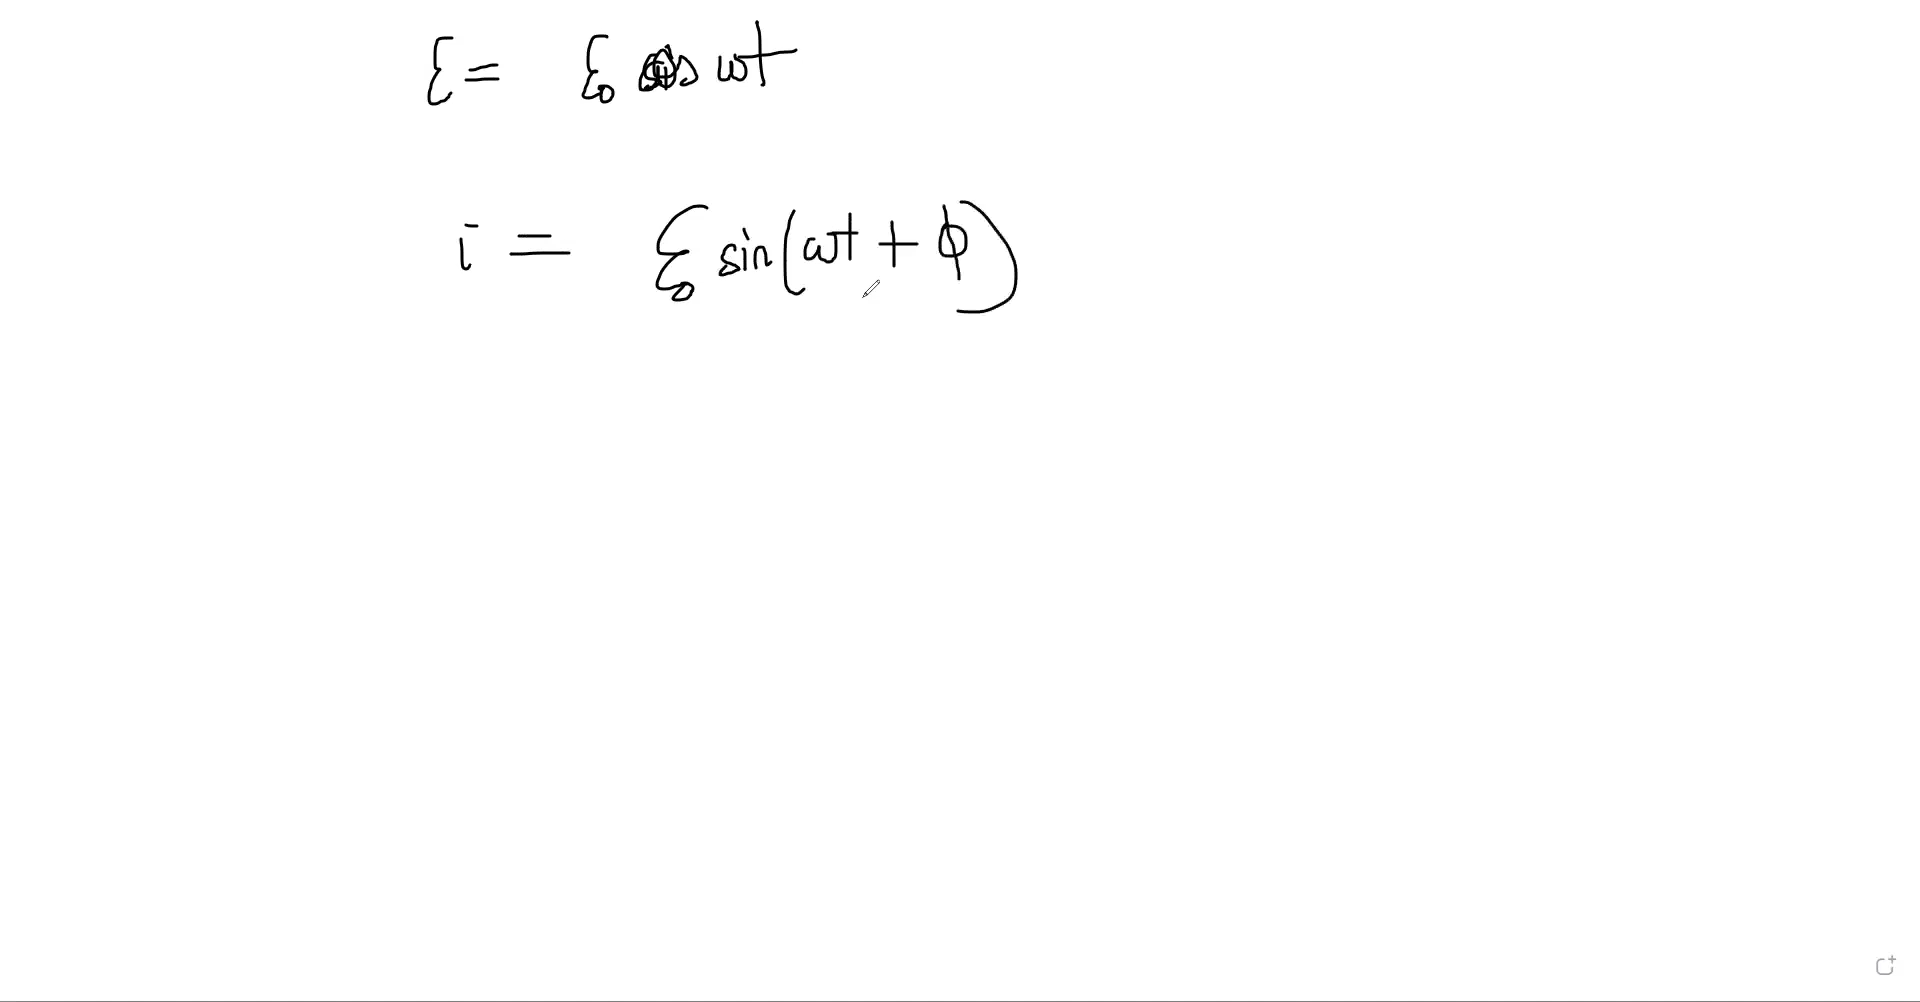 ε = ε₀ cos ωt
i = ε₀ sin(ωt + φ)